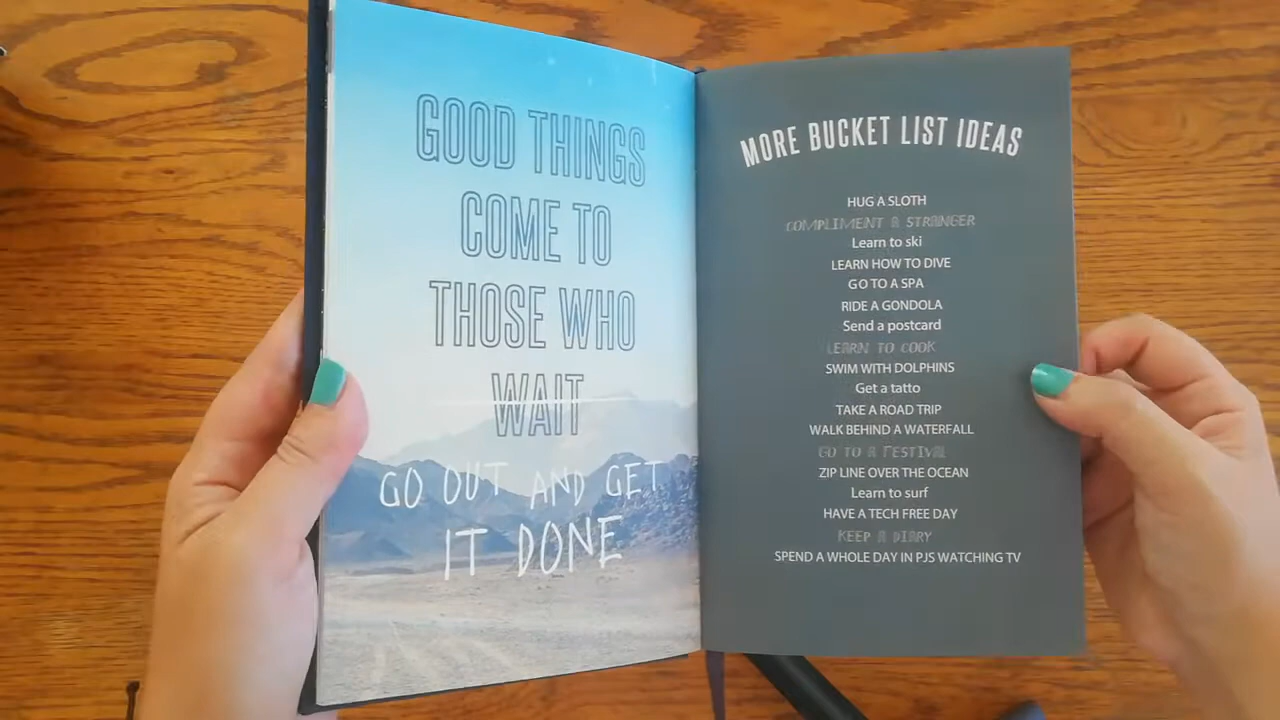 GOOD THINGS
COME TO
THOSE WHO
WAIT
GO OUT AND GET
IT DONE
MORE BUCKET LIST IDEAS
HUG A SLOTH
COMPLIMENT A STRANGER
Learn to ski
LEARN HOW TO DIVE
GO TO A SPA
RIDE A GONDOLA
Send a postcard
LEARN TO COOK
SWIM WITH DOLPHINS
Get a tatto
TAKE A ROAD TRIP
WALK BEHIND A WATERFALL
GO TO A FESTIVAL
ZIP LINE OVER THE OCEAN
Learn to surf
HAVE A TECH FREE DAY
KEEP A DIARY
SPEND A WHOLE DAY IN PJS WATCHING TV